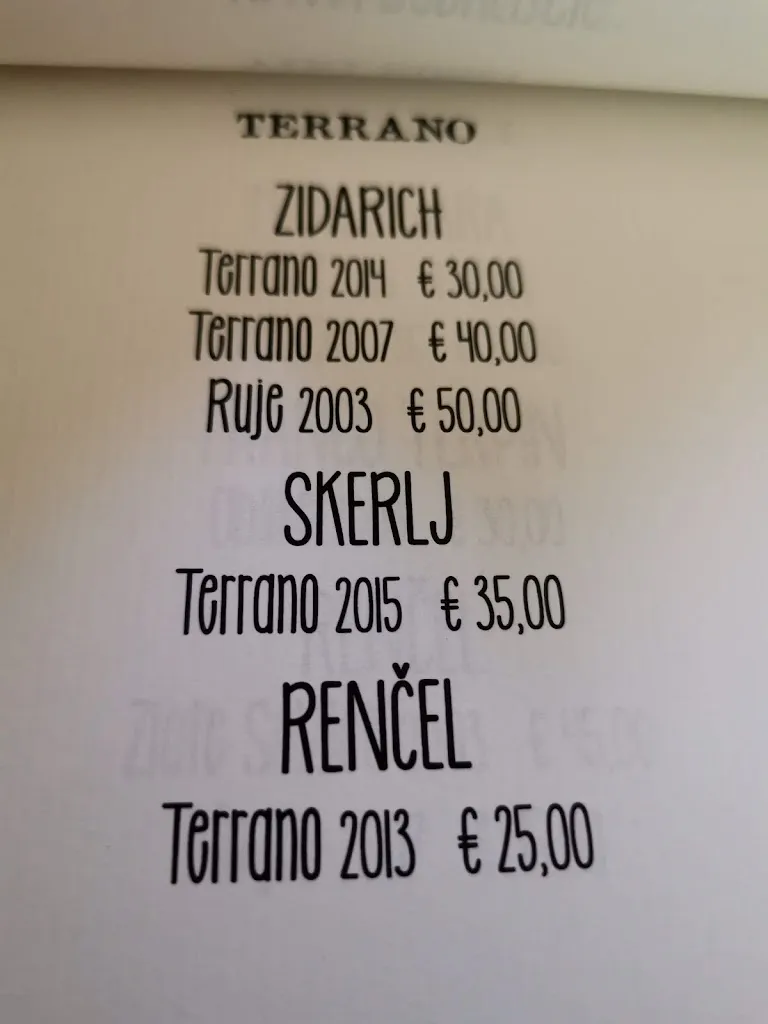 TERRANO
ZIDARICH
Terrano 2014 € 30,00
Terrano 2007 € 40,00
Ruje 2003 € 50,00
SKERLJ
Terrano 2015 € 35,00
RENČEL
Terrano 2013 € 25,00